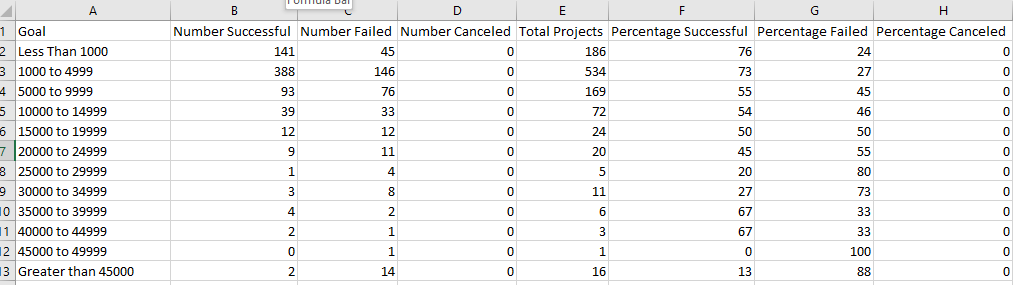 Formula Bar
A B C D E F G H
1 Goal Number Successful Number Failed Number Canceled Total Projects Percentage Successful Percentage Failed Percentage Canceled
2 Less Than 1000 141 45 0 186 76 24 0
3 1000 to 4999 388 146 0 534 73 27 0
4 5000 to 9999 93 76 0 169 55 45 0
5 10000 to 14999 39 33 0 72 54 46 0
6 15000 to 19999 12 12 0 24 50 50 0
7 20000 to 24999 9 11 0 20 45 55 0
8 25000 to 29999 1 4 0 5 20 80 0
9 30000 to 34999 3 8 0 11 27 73 0
10 35000 to 39999 4 2 0 6 67 33 0
11 40000 to 44999 2 1 0 3 67 33 0
12 45000 to 49999 0 1 0 1 0 100 0
13 Greater than 45000 2 14 0 16 13 88 0